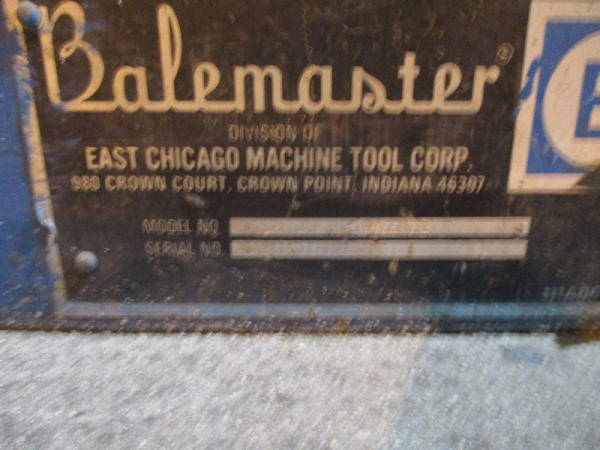 Balemaster®
DIVISION OF
EAST CHICAGO MACHINE TOOL CORP.
980 CROWN COURT, CROWN POINT, INDIANA 46307
MODEL NO
SERIAL NO.